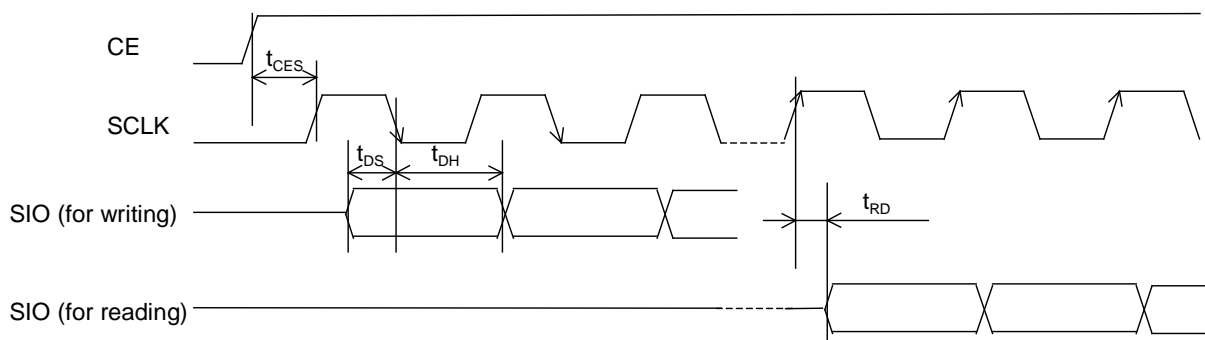 CE
tCES
SCLK
tDS
tDH
SIO (for writing)
tRD
SIO (for reading)